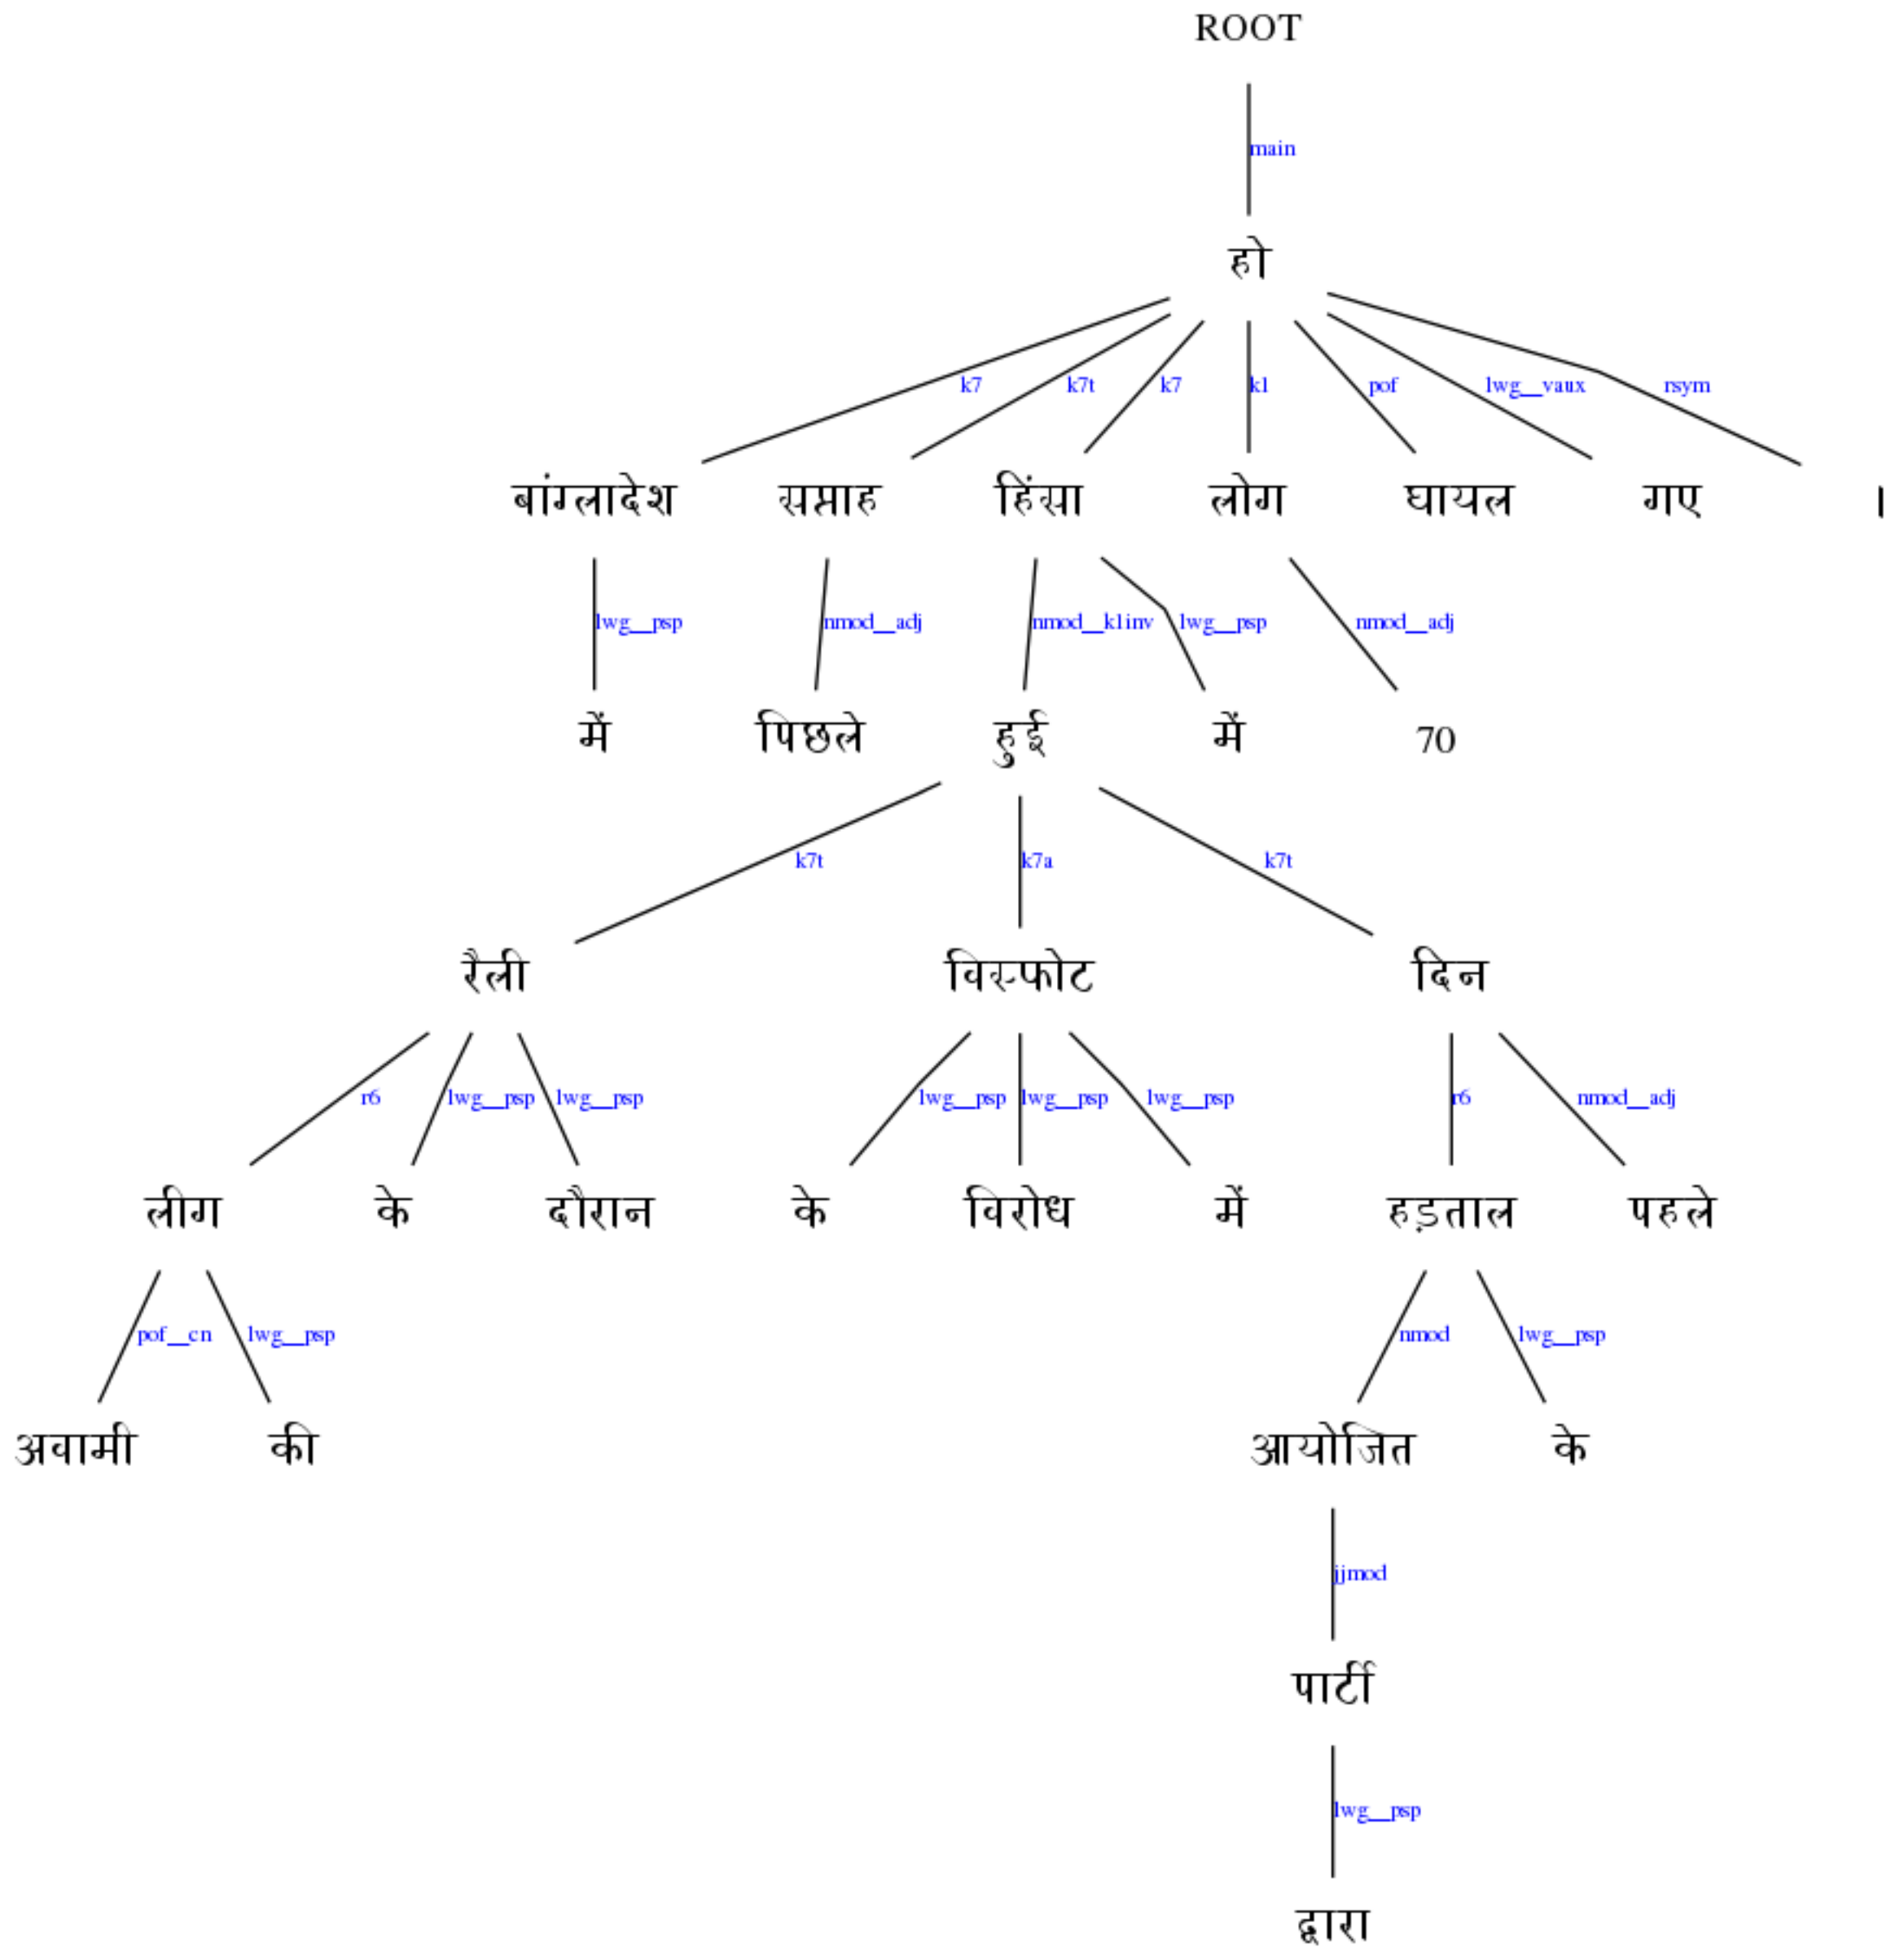 ROOT
main
हो
k7 k7t k7 k1 pof lwg__vaux rsym
बांग्लादेश सप्ताह हिंसा लोग घायल गए ।
lwg__psp nmod__adj nmod__k1inv lwg__psp nmod__adj
में पिछले हुई में 70
k7t k7a k7t
रैली विस्फोट दिन
r6 lwg__psp lwg__psp lwg__psp lwg__psp lwg__psp r6 nmod__adj
लीग के दौरान के विरोध में हड़ताल पहले
pof__cn lwg__psp nmod lwg__psp
अवामी की आयोजित के
jjmod
पार्टी
lwg__psp
द्वारा